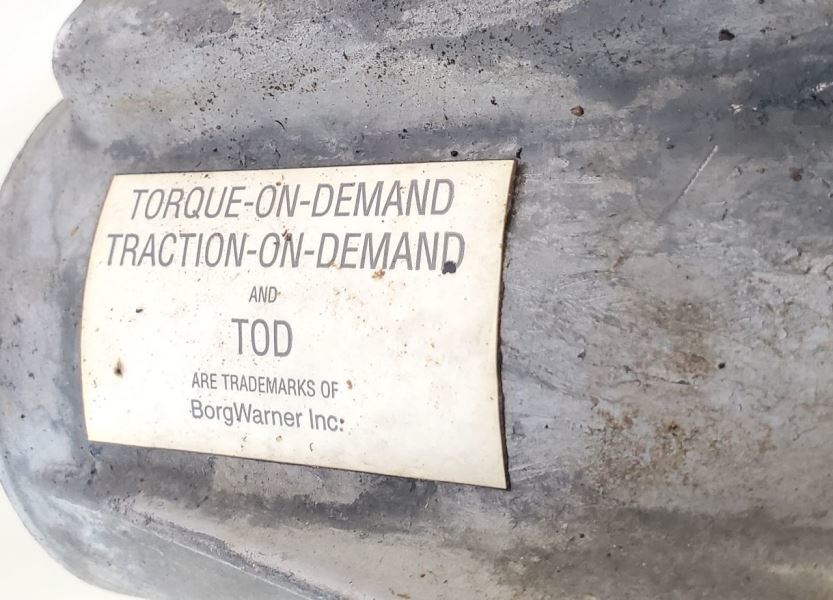 TORQUE-ON-DEMAND
TRACTION-ON-DEMAND
AND
TOD
ARE TRADEMARKS OF
BorgWarner Inc.